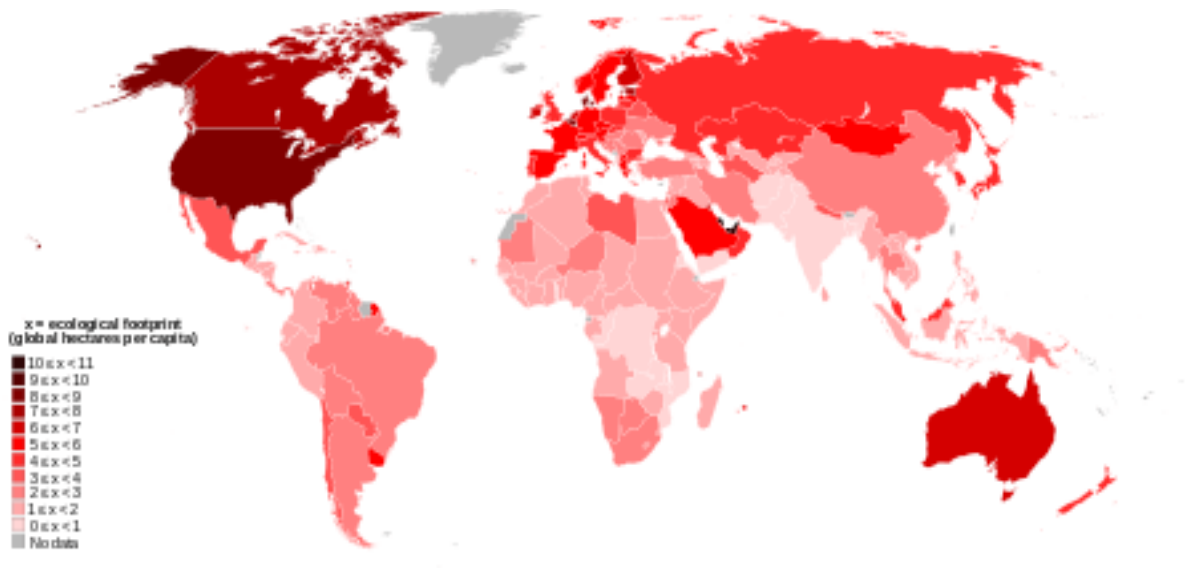 x = ecological footprint
(global hectares per capita)
10 ≤ x < 11
9 ≤ x < 10
8 ≤ x < 9
7 ≤ x < 8
6 ≤ x < 7
5 ≤ x < 6
4 ≤ x < 5
3 ≤ x < 4
2 ≤ x < 3
1 ≤ x < 2
0 ≤ x < 1
No data